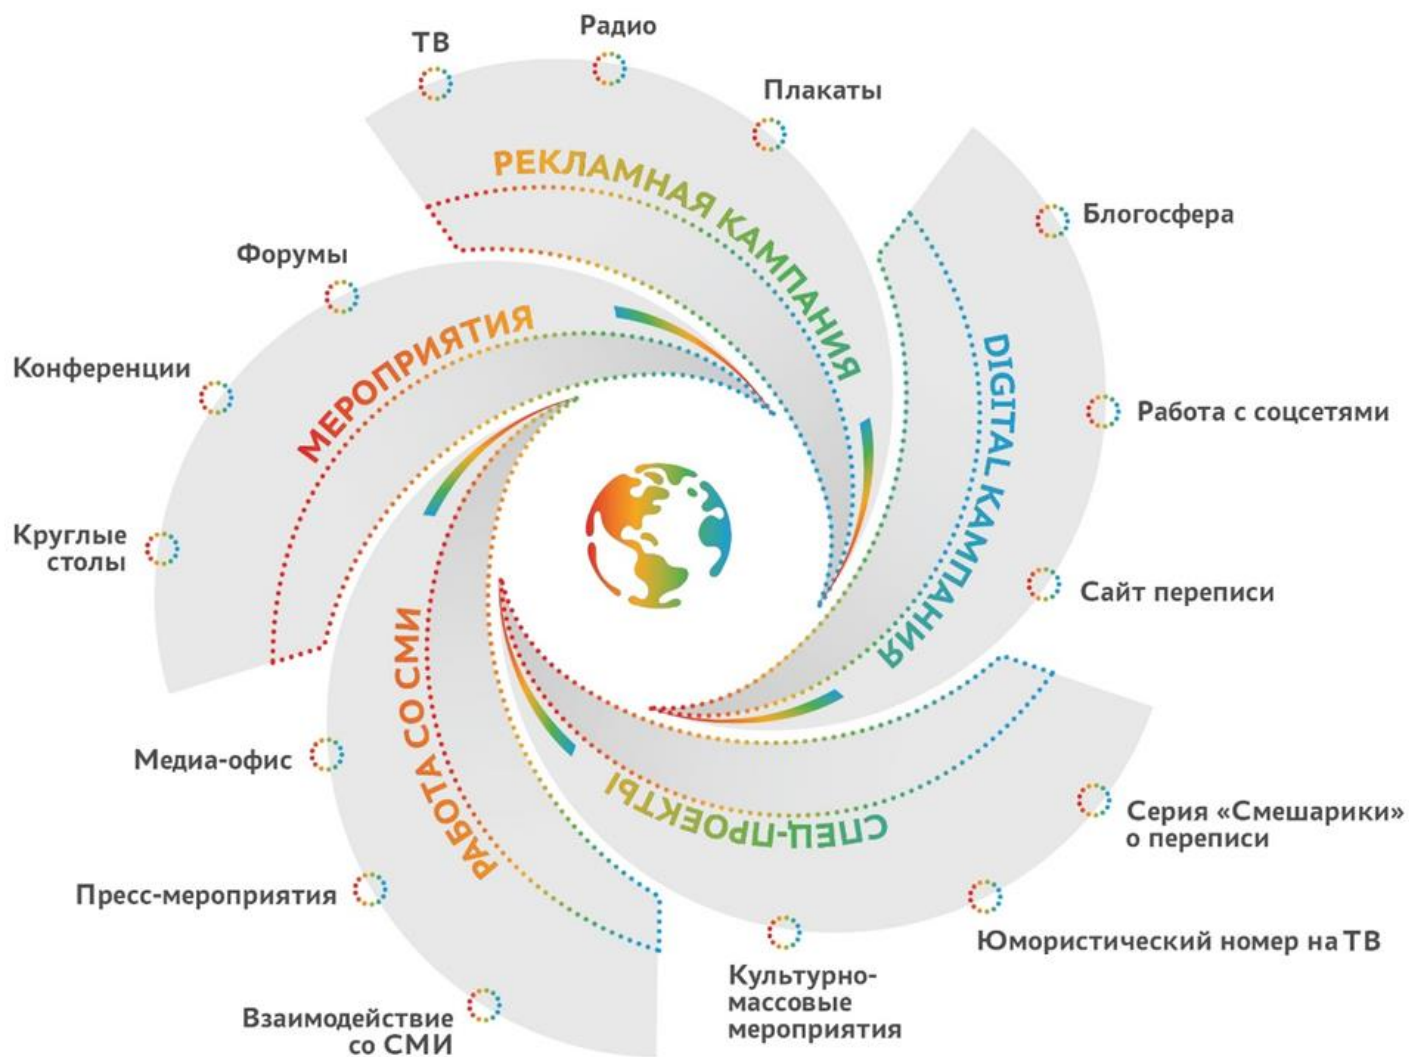 ТВ
Радио
Плакаты
РЕКЛАМНАЯ КАМПАНИЯ
Блогосфера
Работа с соцсетями
Сайт переписи
DIGITAL КАМПАНИЯ
Серия «Смешарики»
о переписи
Юмористический номер на ТВ
Культурно-
массовые
мероприятия
СПЕЦ-ПРОЕКТЫ
Взаимодействие
со СМИ
Пресс-мероприятия
Медиа-офис
РАБОТА СО СМИ
Круглые
столы
Конференции
Форумы
МЕРОПРИЯТИЯ